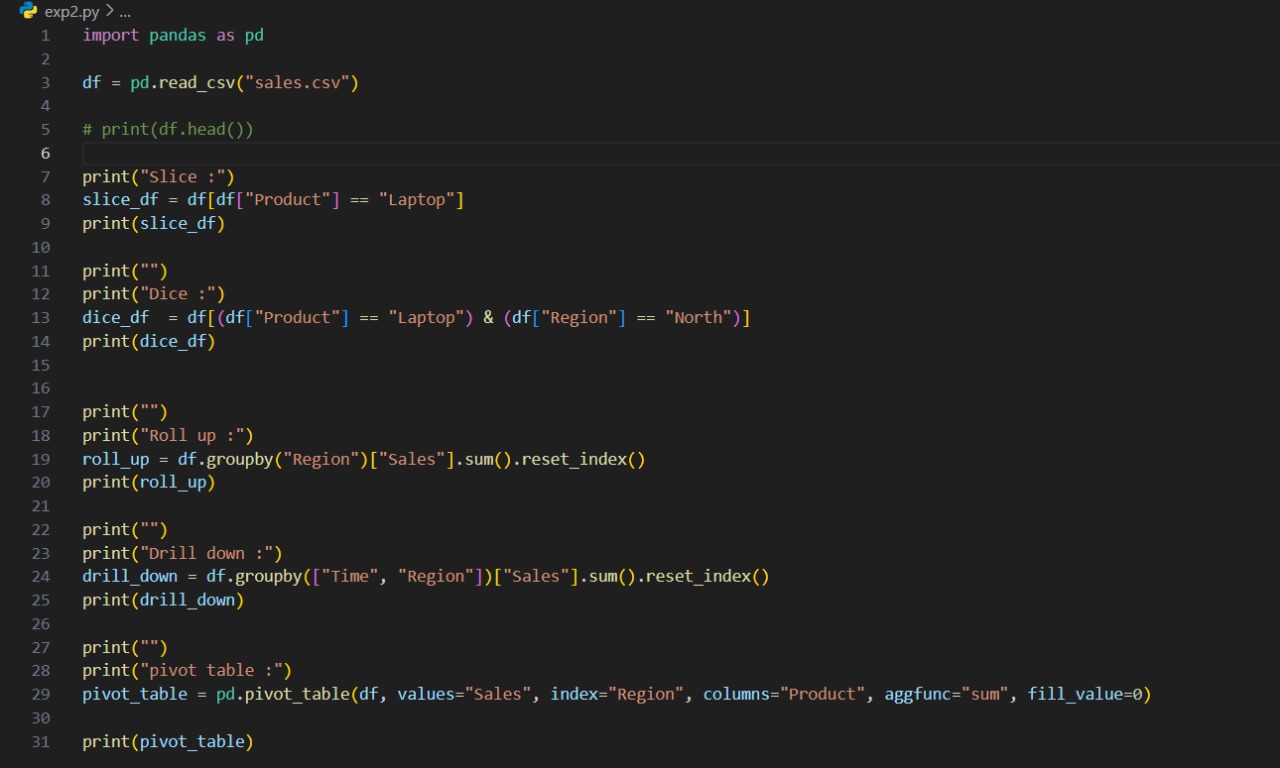 exp2.py > ...
1 import pandas as pd
2
3 df = pd.read_csv("sales.csv")
4
5 # print(df.head())
6
7 print("Slice :")
8 slice_df = df[df["Product"] == "Laptop"]
9 print(slice_df)
10
11 print("")
12 print("Dice :")
13 dice_df  = df[(df["Product"] == "Laptop") & (df["Region"] == "North")]
14 print(dice_df)
15
16
17 print("")
18 print("Roll up :")
19 roll_up = df.groupby("Region")["Sales"].sum().reset_index()
20 print(roll_up)
21
22 print("")
23 print("Drill down :")
24 drill_down = df.groupby(["Time", "Region"])["Sales"].sum().reset_index()
25 print(drill_down)
26
27 print("")
28 print("pivot table :")
29 pivot_table = pd.pivot_table(df, values="Sales", index="Region", columns="Product", aggfunc="sum", fill_value=0)
30
31 print(pivot_table)